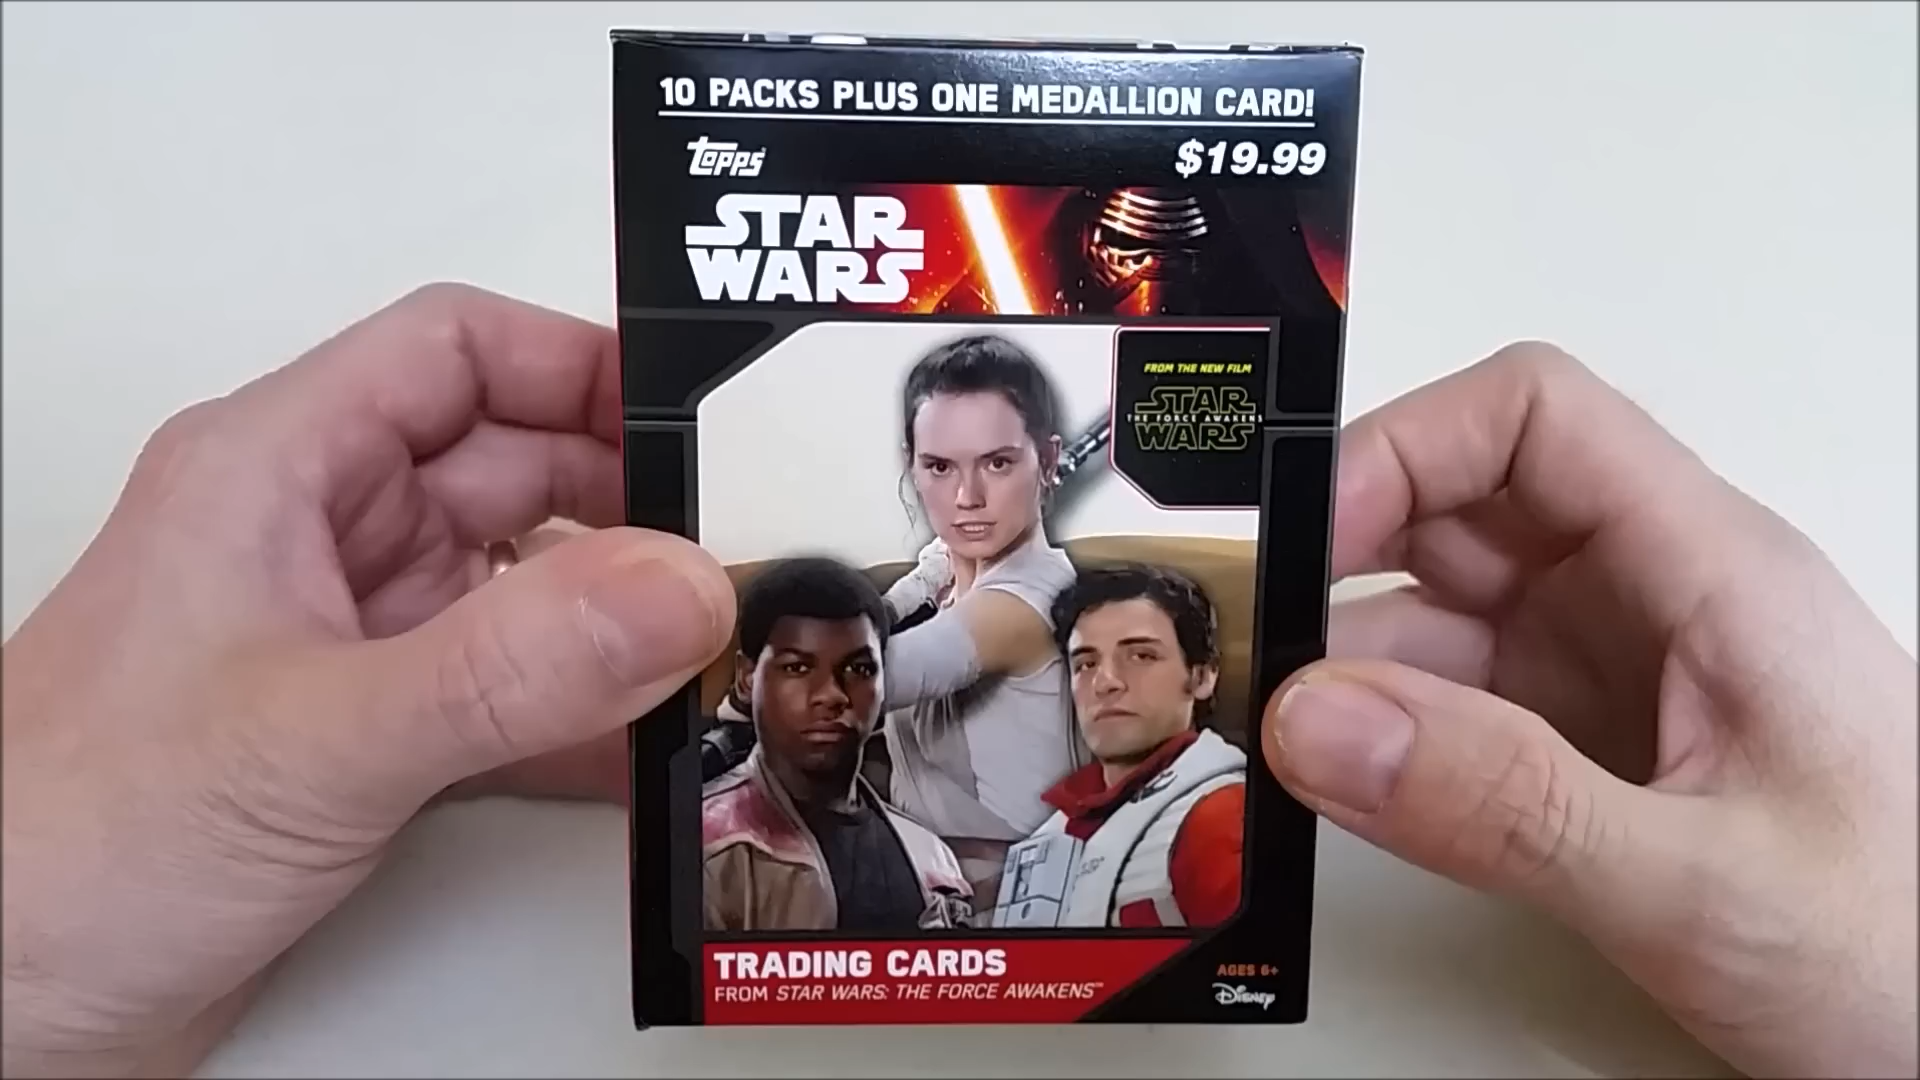 10 PACKS PLUS ONE MEDALLION CARD!
topps
$19.99
STAR
WARS
FROM THE NEW FILM
STAR
THE FORCE AWAKENS
WARS
TRADING CARDS
FROM STAR WARS: THE FORCE AWAKENS™
AGES 6+
Disney